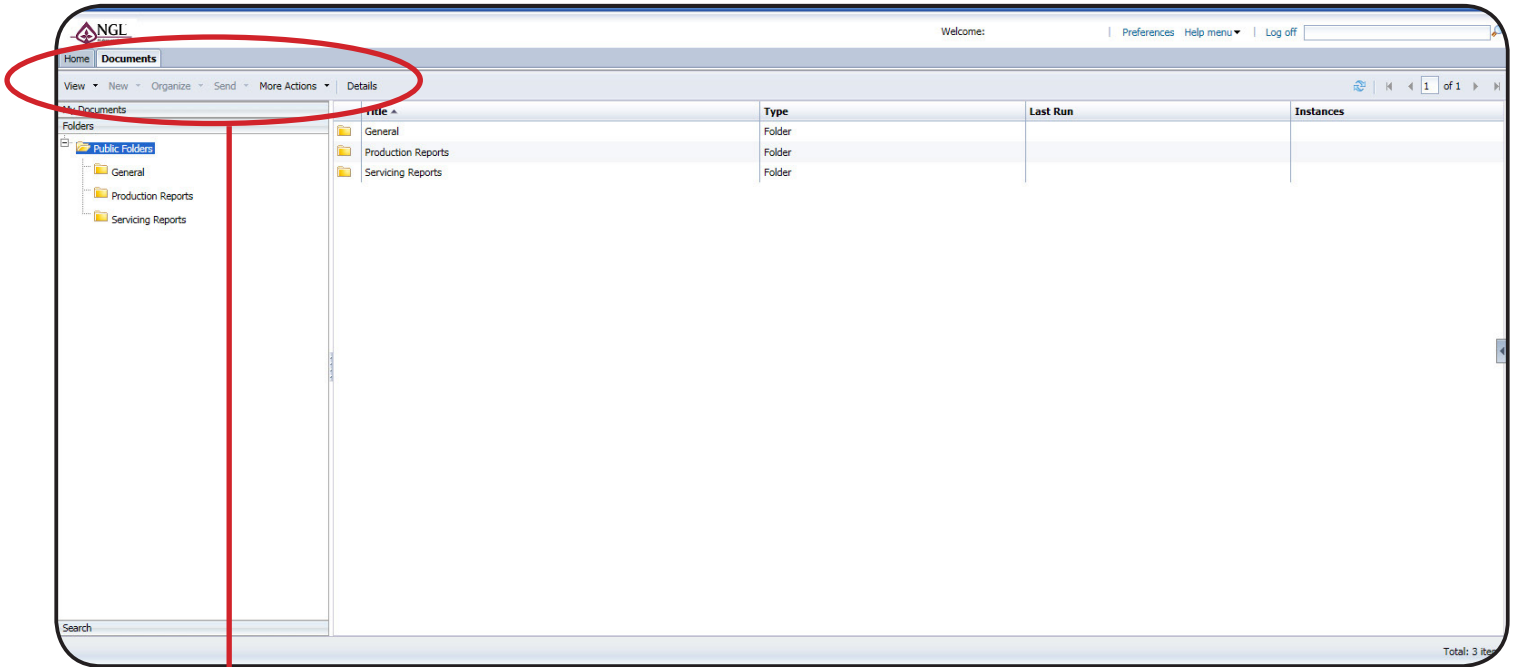 NGL
Welcome: | Preferences Help menu | Log off
Home Documents
View New Organize Send More Actions Details
1 of 1
My Documents
Title Type Last Run Instances
Folders
General Folder
Public Folders
Production Reports Folder
General
Servicing Reports Folder
Production Reports
Servicing Reports
Search
Total: 3